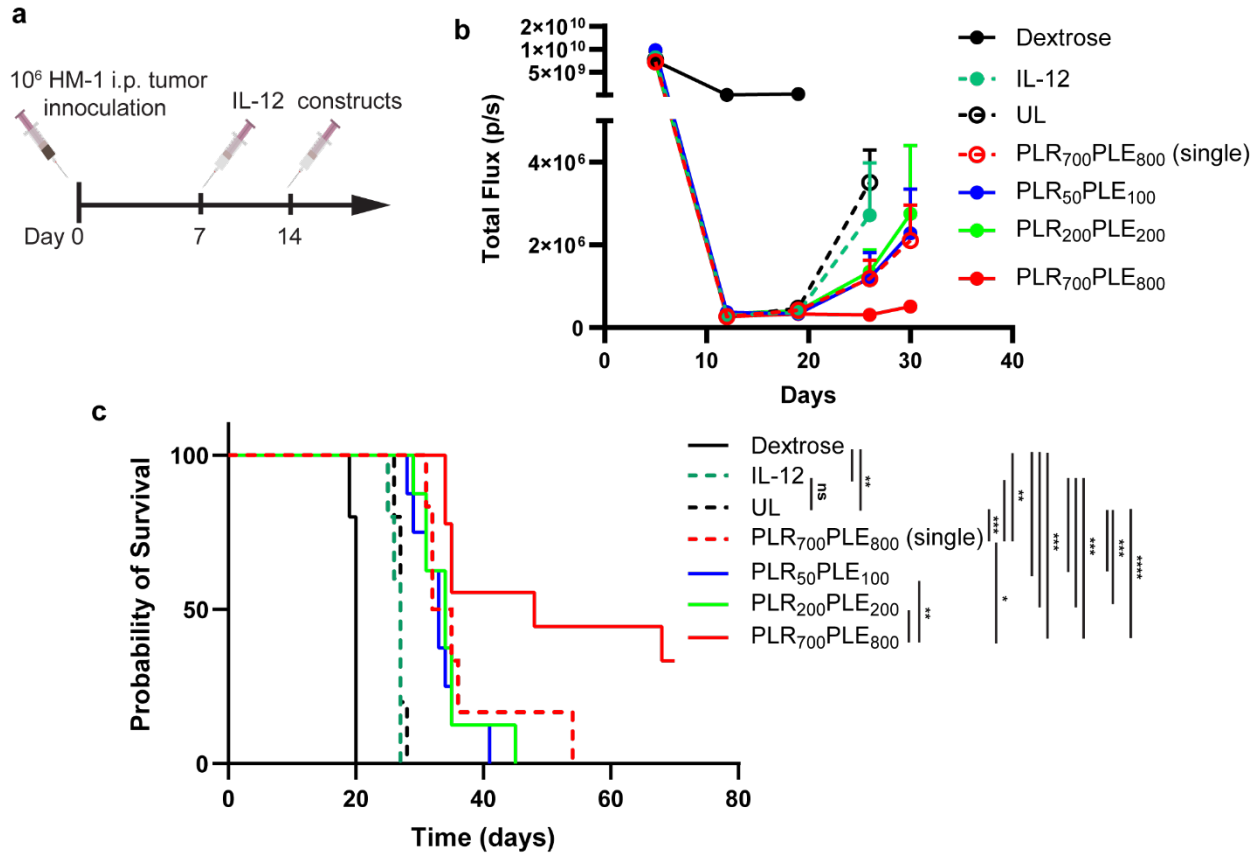 a
10⁶ HM-1 i.p. tumor
innoculation
IL-12 constructs
Day 0
7
14
b
Total Flux (p/s)
2×10¹⁰
1×10¹⁰
5×10⁹
4×10⁶
2×10⁶
0
0
10
20
30
40
Days
Dextrose
IL-12
UL
PLR₇₀₀PLE₈₀₀ (single)
PLR₅₀PLE₁₀₀
PLR₂₀₀PLE₂₀₀
PLR₇₀₀PLE₈₀₀
c
Probability of Survival
100
50
0
0
20
40
60
80
Time (days)
Dextrose
IL-12
UL
PLR₇₀₀PLE₈₀₀ (single)
PLR₅₀PLE₁₀₀
PLR₂₀₀PLE₂₀₀
PLR₇₀₀PLE₈₀₀
ns
**
**
***
**
*
***
***
***
****